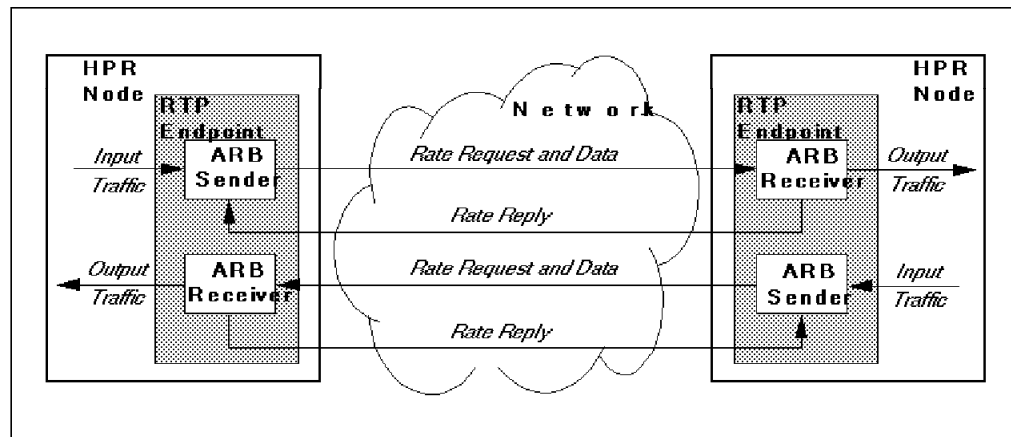 HPR
Node
RTP
Endpoint
Input
Traffic
ARB
Sender
Output
Traffic
ARB
Receiver
Network
Rate Request and Data
Rate Reply
Rate Request and Data
Rate Reply
HPR
Node
RTP
Endpoint
ARB
Receiver
Output
Traffic
ARB
Sender
Input
Traffic